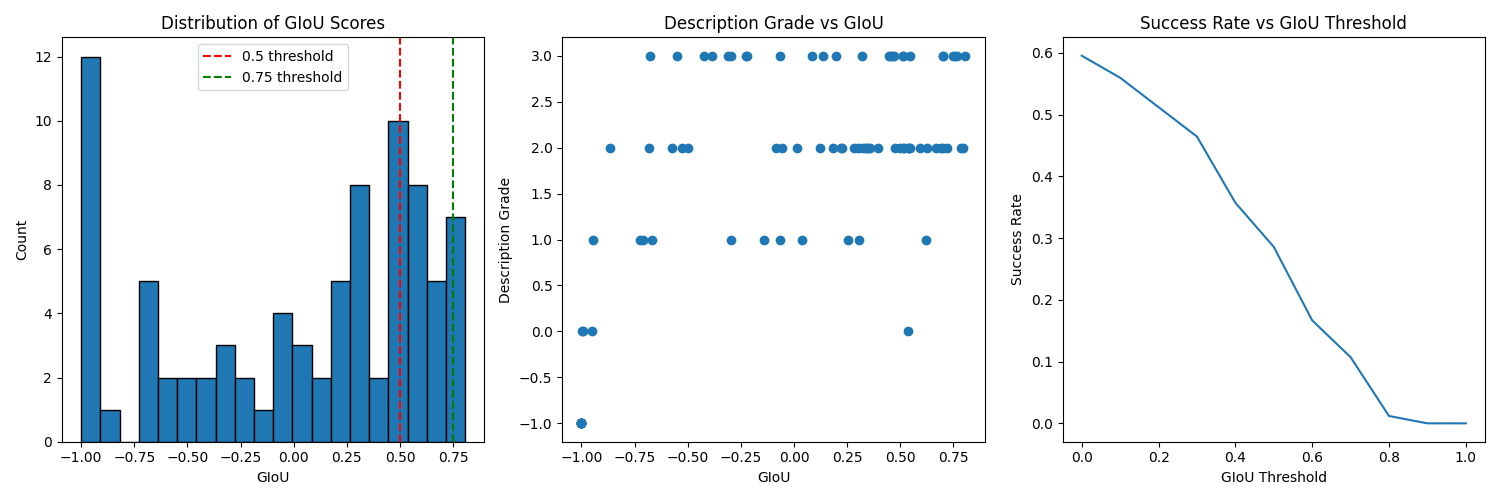 Distribution of GIoU Scores
0.5 threshold
0.75 threshold
Count
12
10
8
6
4
2
0
−1.00 −0.75 −0.50 −0.25 0.00 0.25 0.50 0.75
GIoU
Description Grade vs GIoU
Description Grade
3.0
2.5
2.0
1.5
1.0
0.5
0.0
−0.5
−1.0
−1.00 −0.75 −0.50 −0.25 0.00 0.25 0.50 0.75
GIoU
Success Rate vs GIoU Threshold
Success Rate
0.6
0.5
0.4
0.3
0.2
0.1
0.0
0.0 0.2 0.4 0.6 0.8 1.0
GIoU Threshold